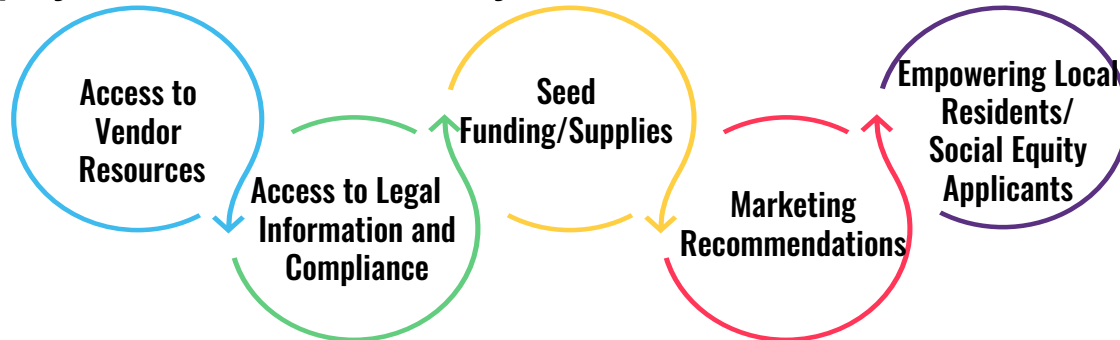 Access to
Vendor
Resources
Access to Legal
Information and
Compliance
Seed
Funding/Supplies
Marketing
Recommendations
Empowering Local
Residents/
Social Equity
Applicants